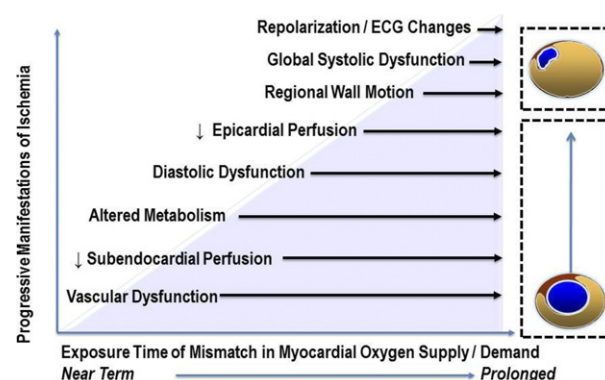 Progressive Manifestations of Ischemia
Repolarization / ECG Changes
Global Systolic Dysfunction
Regional Wall Motion
↓ Epicardial Perfusion
Diastolic Dysfunction
Altered Metabolism
↓ Subendocardial Perfusion
Vascular Dysfunction
Exposure Time of Mismatch in Myocardial Oxygen Supply / Demand
Near Term Prolonged